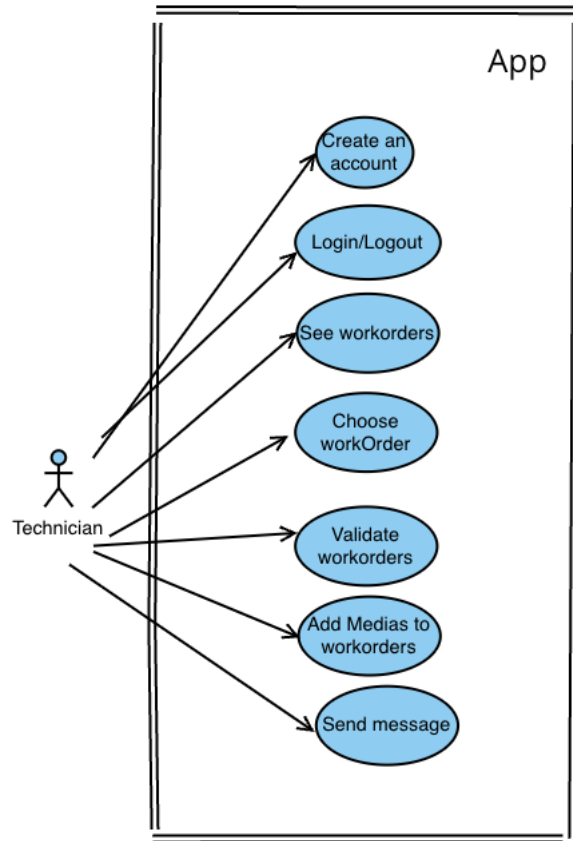 App
Create an
account
Login/Logout
See workorders
Choose
workOrder
Technician
Validate
workorders
Add Medias to
workorders
Send message